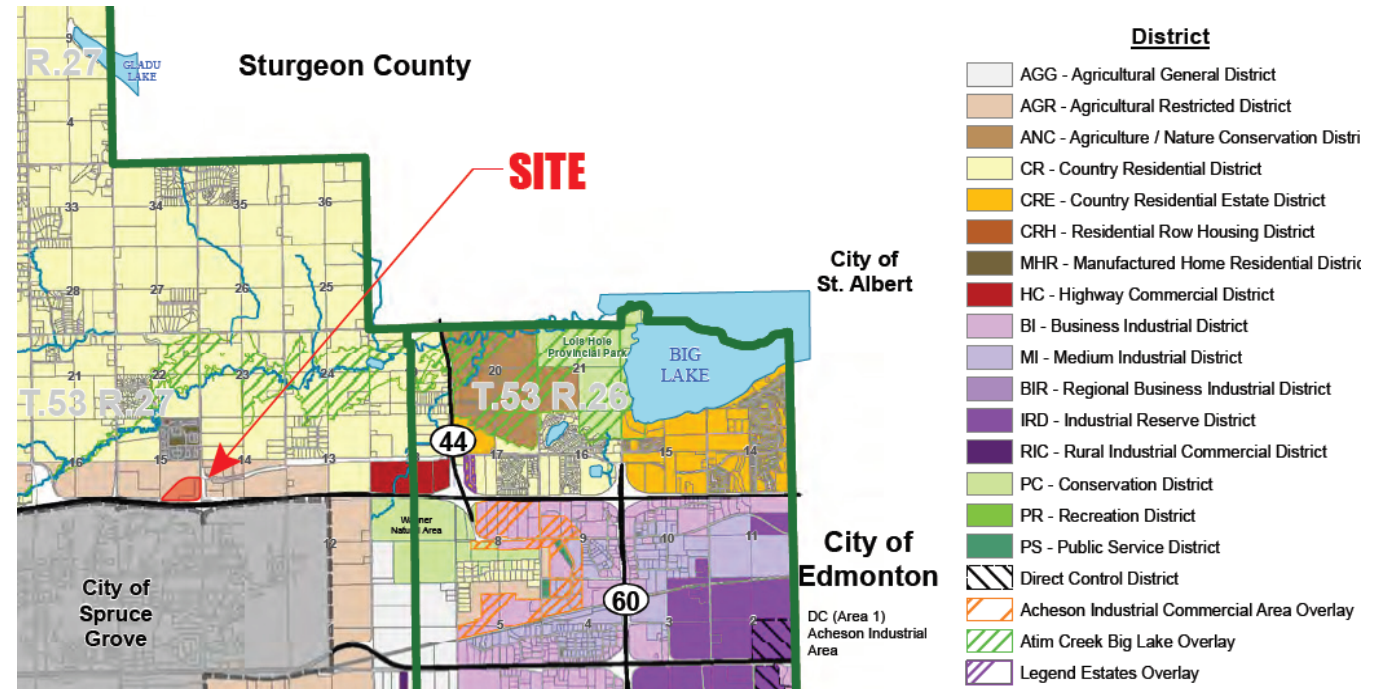 R.27
9
GLADU
LAKE
Sturgeon County
4
SITE
33
34
35
36
28
27
26
25
City of
St. Albert
Lois Hole
Provincial Park
BIG
LAKE
21
22
23
24
19
20
21
T.53 R.27
T.53 R.26
44
16
15
14
13
18
17
16
15
14
Wagner
Natural Area
12
8
9
10
11
City of
Spruce
Grove
60
5
4
3
2
City of
Edmonton
DC (Area 1)
Acheson Industrial
Area
District
AGG - Agricultural General District
AGR - Agricultural Restricted District
ANC - Agriculture / Nature Conservation Distri
CR - Country Residential District
CRE - Country Residential Estate District
CRH - Residential Row Housing District
MHR - Manufactured Home Residential Distric
HC - Highway Commercial District
BI - Business Industrial District
MI - Medium Industrial District
BIR - Regional Business Industrial District
IRD - Industrial Reserve District
RIC - Rural Industrial Commercial District
PC - Conservation District
PR - Recreation District
PS - Public Service District
Direct Control District
Acheson Industrial Commercial Area Overlay
Atim Creek Big Lake Overlay
Legend Estates Overlay